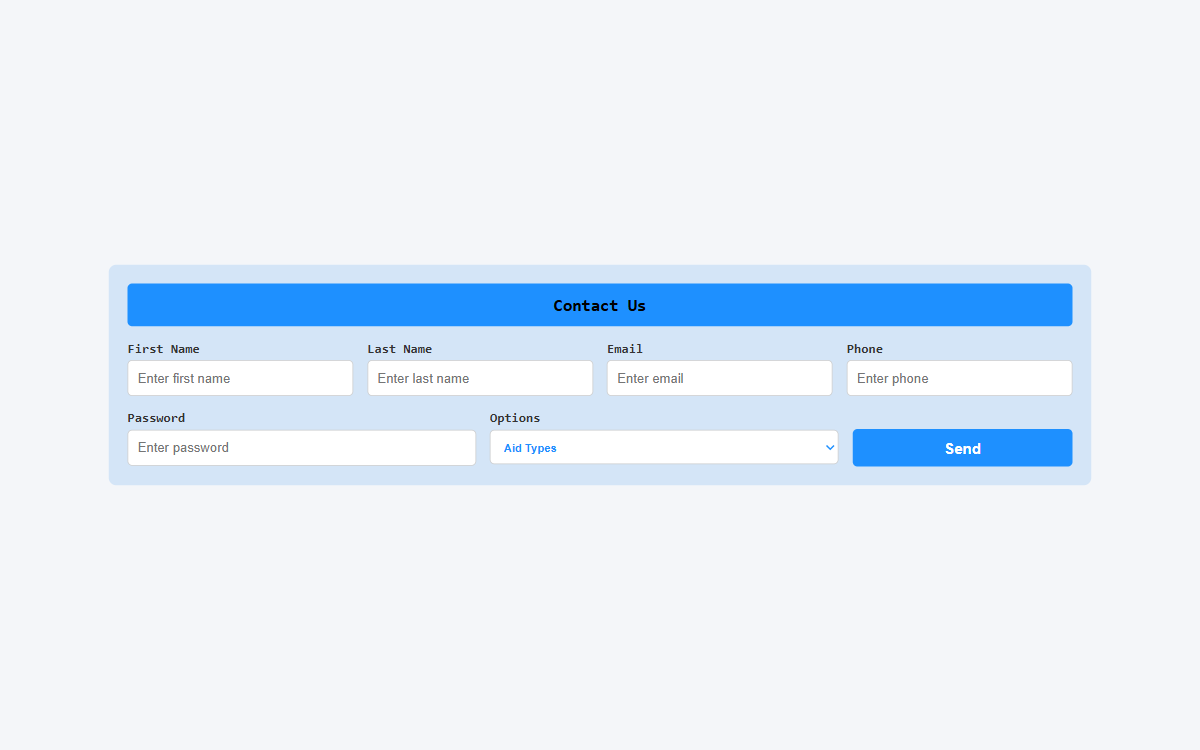 Contact Us
First Name Last Name Email Phone
Enter first name Enter last name Enter email Enter phone
Password Options
Enter password Aid Types Send